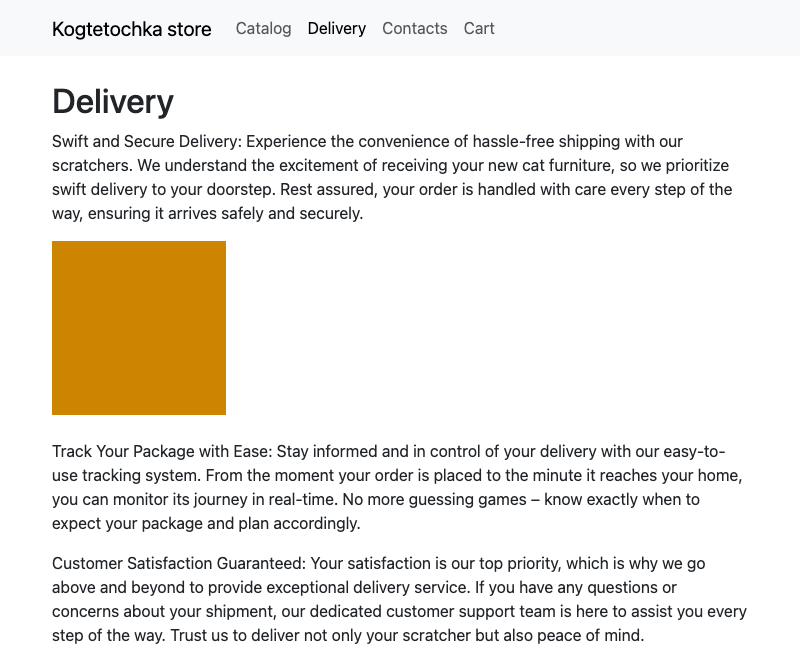 Kogtetochka store Catalog Delivery Contacts Cart
Delivery
Swift and Secure Delivery: Experience the convenience of hassle-free shipping with our
scratchers. We understand the excitement of receiving your new cat furniture, so we prioritize
swift delivery to your doorstep. Rest assured, your order is handled with care every step of the
way, ensuring it arrives safely and securely.
Track Your Package with Ease: Stay informed and in control of your delivery with our easy-to-
use tracking system. From the moment your order is placed to the minute it reaches your home,
you can monitor its journey in real-time. No more guessing games – know exactly when to
expect your package and plan accordingly.
Customer Satisfaction Guaranteed: Your satisfaction is our top priority, which is why we go
above and beyond to provide exceptional delivery service. If you have any questions or
concerns about your shipment, our dedicated customer support team is here to assist you every
step of the way. Trust us to deliver not only your scratcher but also peace of mind.